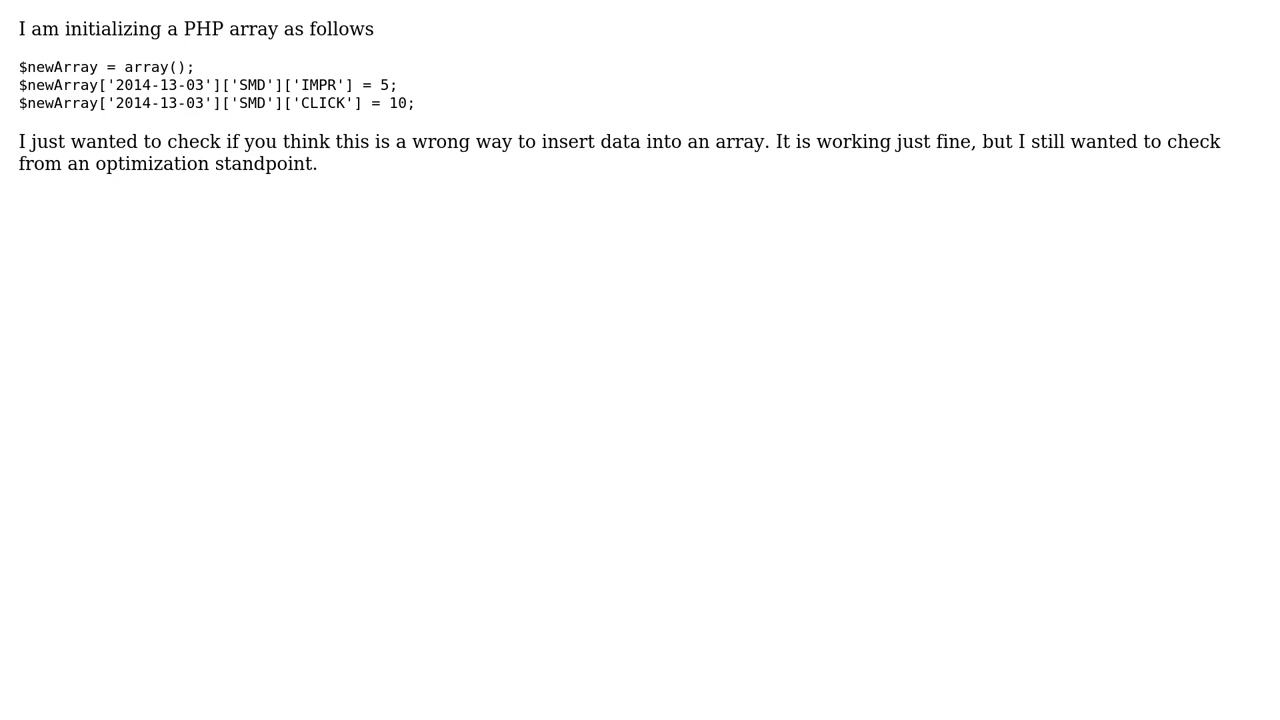 I am initializing a PHP array as follows
$newArray = array();
$newArray['2014-13-03']['SMD']['IMPR'] = 5;
$newArray['2014-13-03']['SMD']['CLICK'] = 10;
I just wanted to check if you think this is a wrong way to insert data into an array. It is working just fine, but I still wanted to check
from an optimization standpoint.